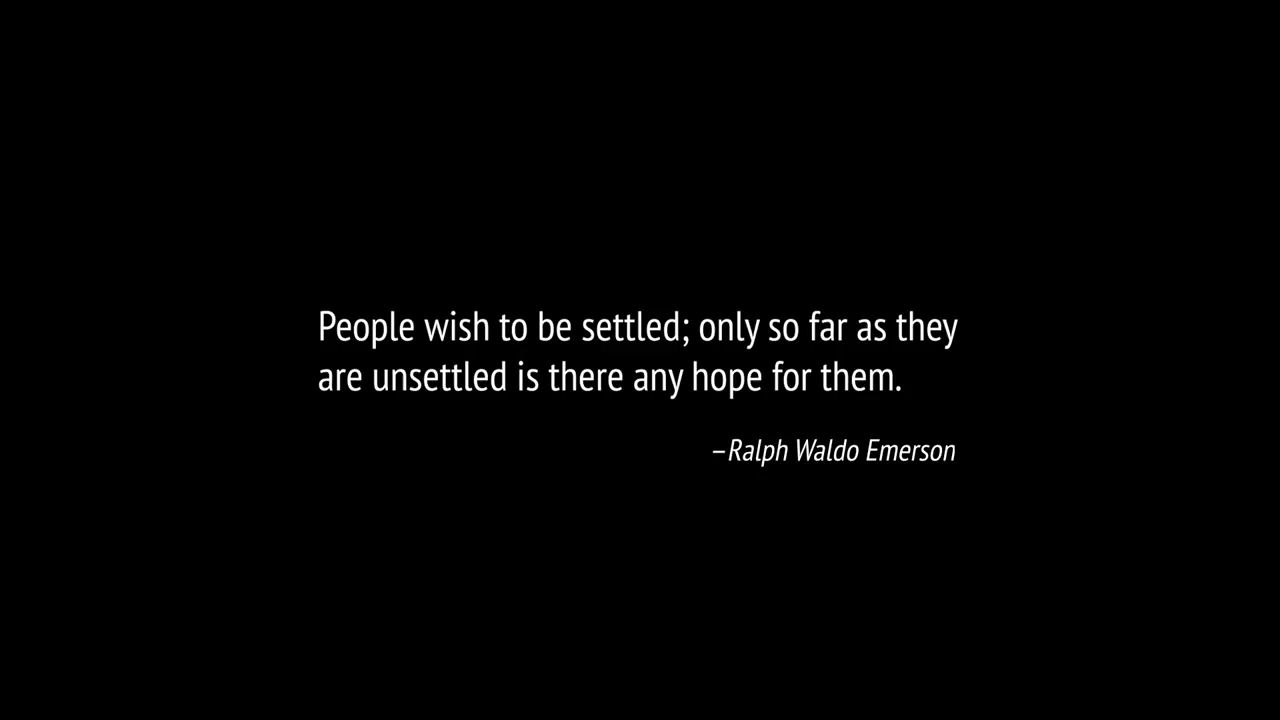 People wish to be settled; only so far as they
are unsettled is there any hope for them.
–Ralph Waldo Emerson